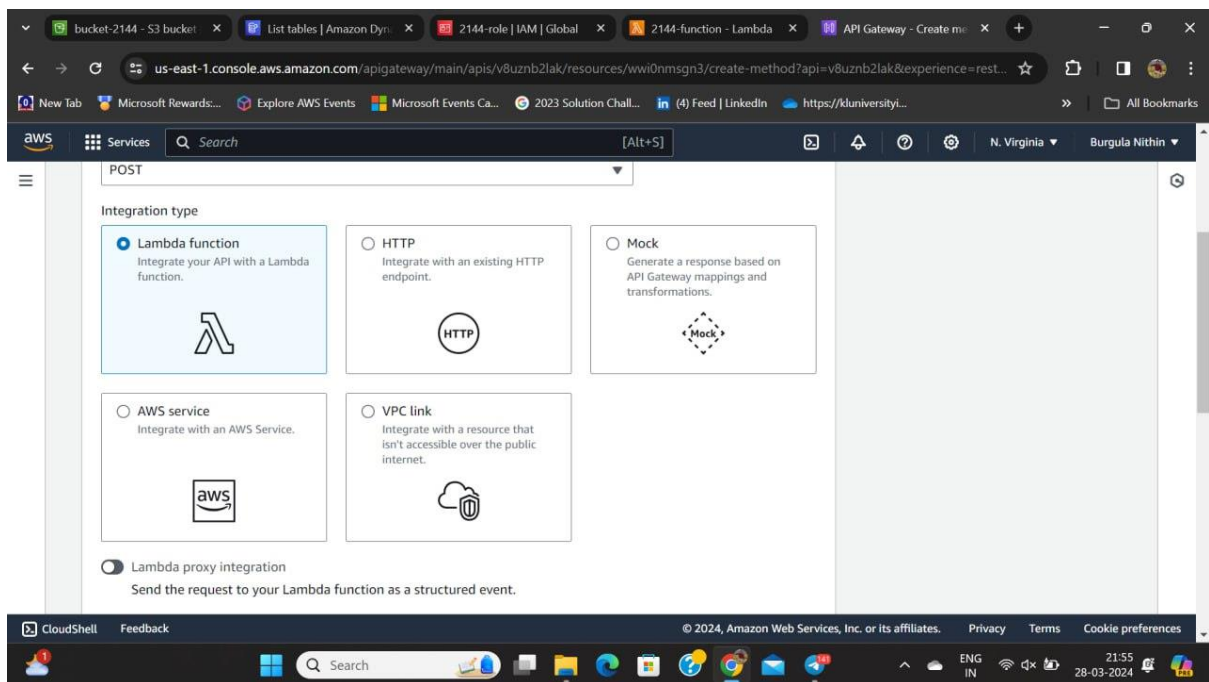 bucket-2144 - S3 bucket
List tables | Amazon Dyn
2144-role | IAM | Global
2144-function - Lambda
API Gateway - Create me
us-east-1.console.aws.amazon.com/apigateway/main/apis/v8uznb2lak/resources/wwi0nmsgn3/create-method?api=v8uznb2lak&experience=rest...
New Tab
Microsoft Rewards:...
Explore AWS Events
Microsoft Events Ca...
2023 Solution Chall...
(4) Feed | LinkedIn
https://kluniversityi...
»
All Bookmarks
aws
Services
Search
[Alt+S]
N. Virginia
Burgula Nithin
POST
Integration type
Lambda function
Integrate your API with a Lambda
function.
HTTP
Integrate with an existing HTTP
endpoint.
HTTP
Mock
Generate a response based on
API Gateway mappings and
transformations.
Mock
AWS service
Integrate with an AWS Service.
aws
VPC link
Integrate with a resource that
isn't accessible over the public
internet.
Lambda proxy integration
Send the request to your Lambda function as a structured event.
CloudShell
Feedback
© 2024, Amazon Web Services, Inc. or its affiliates.
Privacy
Terms
Cookie preferences
1
Search
ENG
IN
21:55
28-03-2024